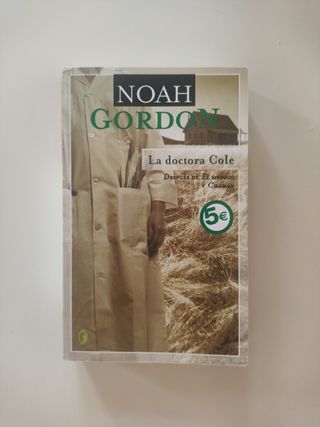 NOAH
GORDON
La doctora Cole
DESPUÉS DE EL MÉDICO
Y CHAMÁN
5€